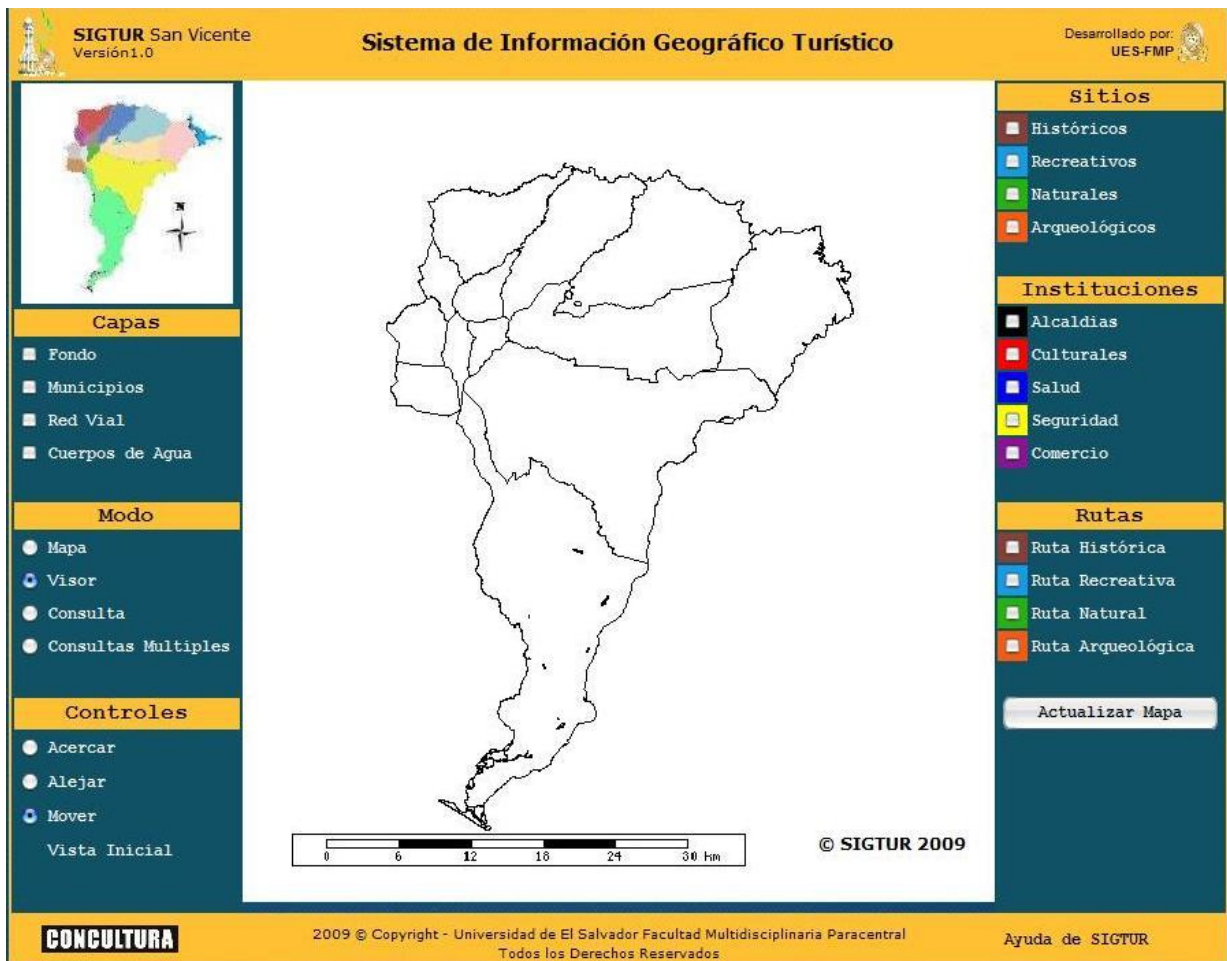 SIGTUR San Vicente
Versión1.0
Sistema de Información Geográfico Turístico
Desarrollado por:
UES-FMP
N
Capas
Fondo
Municipios
Red Vial
Cuerpos de Agua
Modo
Mapa
Visor
Consulta
Consultas Multiples
Controles
Acercar
Alejar
Mover
Vista Inicial
0 6 12 18 24 30 km
© SIGTUR 2009
Sitios
Históricos
Recreativos
Naturales
Arqueológicos
Instituciones
Alcaldias
Culturales
Salud
Seguridad
Comercio
Rutas
Ruta Histórica
Ruta Recreativa
Ruta Natural
Ruta Arqueológica
Actualizar Mapa
CONCULTURA
2009 © Copyright - Universidad de El Salvador Facultad Multidisciplinaria Paracentral
Todos los Derechos Reservados
Ayuda de SIGTUR